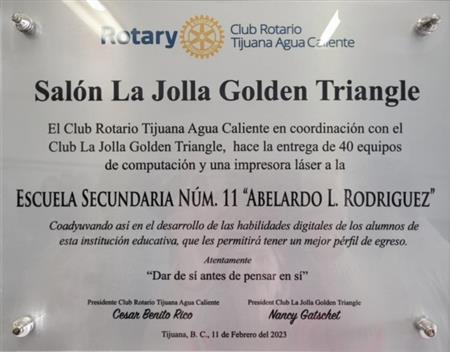 Rotary
Club Rotario
Tijuana Agua Caliente
Salón La Jolla Golden Triangle
El Club Rotario Tijuana Agua Caliente en coordinación con el
Club La Jolla Golden Triangle, hace la entrega de 40 equipos
de computación y una impresora láser a la
ESCUELA SECUNDARIA NÚM. 11 “ABELARDO L. RODRIGUEZ”
Coadyuvando así en el desarrollo de las habilidades digitales de los alumnos de
esta institución educativa, que les permitirá tener un mejor pérfil de egreso.
Atentamente
“Dar de sí antes de pensar en sí”
Presidente Club Rotario Tijuana Agua Caliente
Cesar Benito Rico
President Club La Jolla Golden Triangle
Nancy Gatschet
Tijuana, B. C., 11 de Febrero del 2023